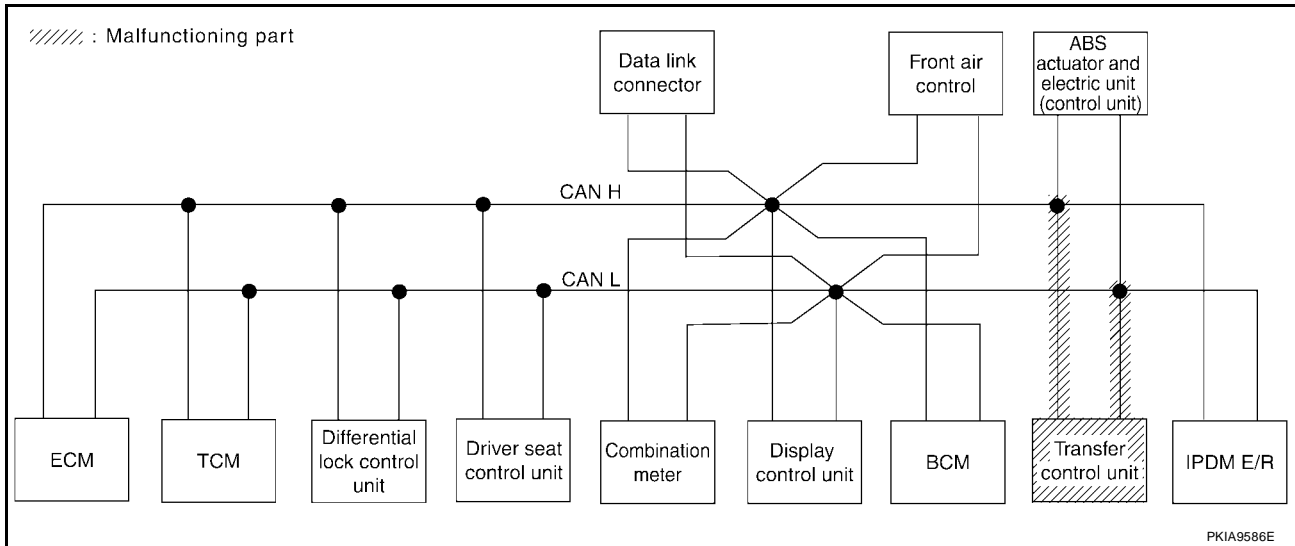 : Malfunctioning part
Data link
connector
Front air
control
ABS
actuator and
electric unit
(control unit)
CAN H
CAN L
ECM
TCM
Differential
lock control
unit
Driver seat
control unit
Combination
meter
Display
control unit
BCM
Transfer
control unit
IPDM E/R
PKIA9586E